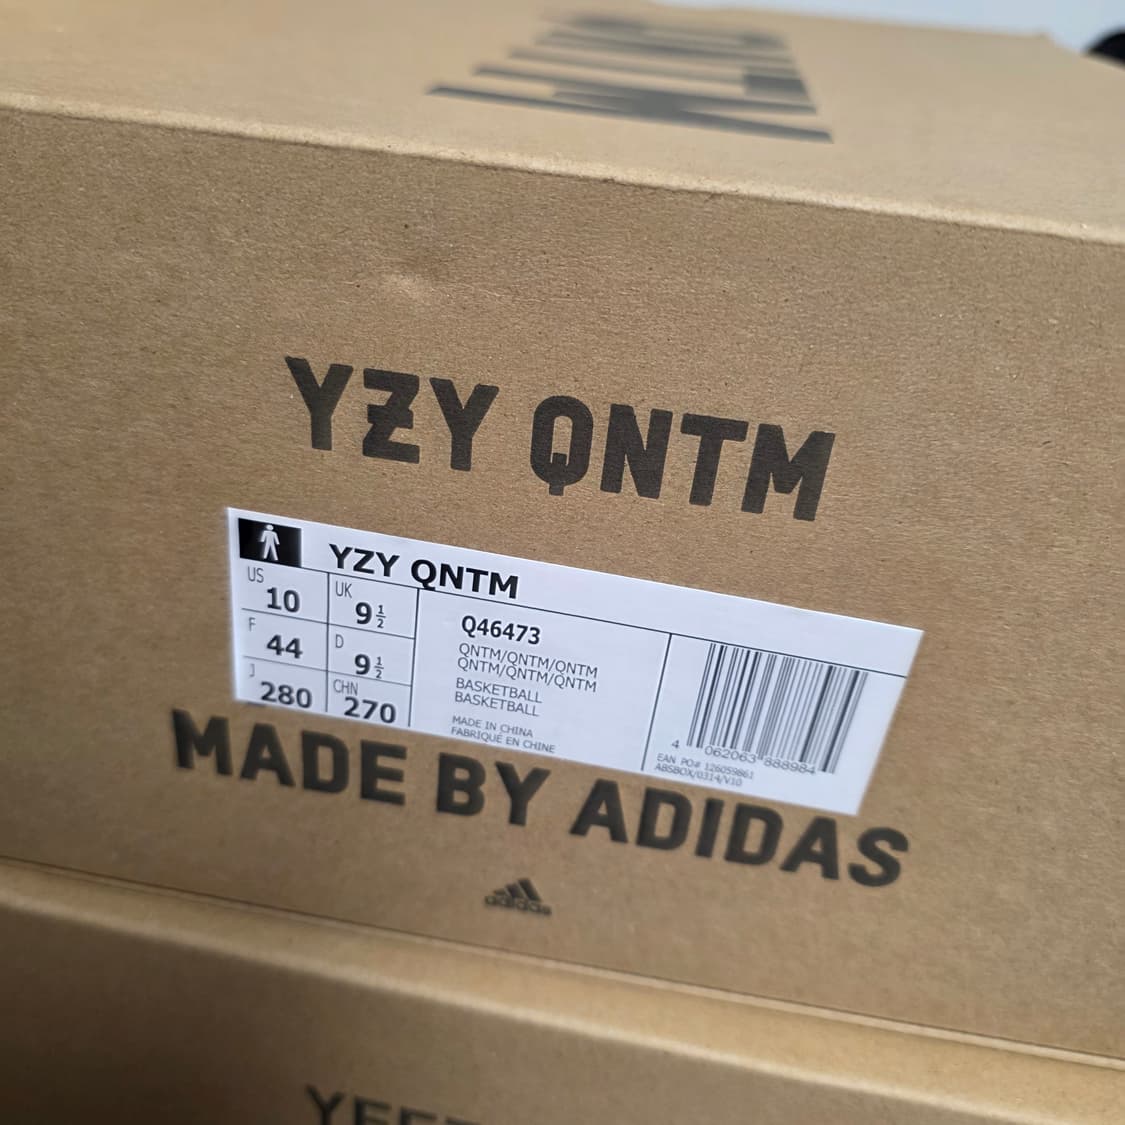 QNTM
YZY QNTM
YZY QNTM
US 10 UK 9 1/2
F 44 D 9 1/2
J 280 CHN 270
Q46473
QNTM/QNTM/QNTM
QNTM/QNTM/QNTM
BASKETBALL
BASKETBALL
MADE IN CHINA
FABRIQUÉ EN CHINE
4 062063 888984
EAN PO# 126059861
ABSBOX/0314/V10
MADE BY ADIDAS
adidas